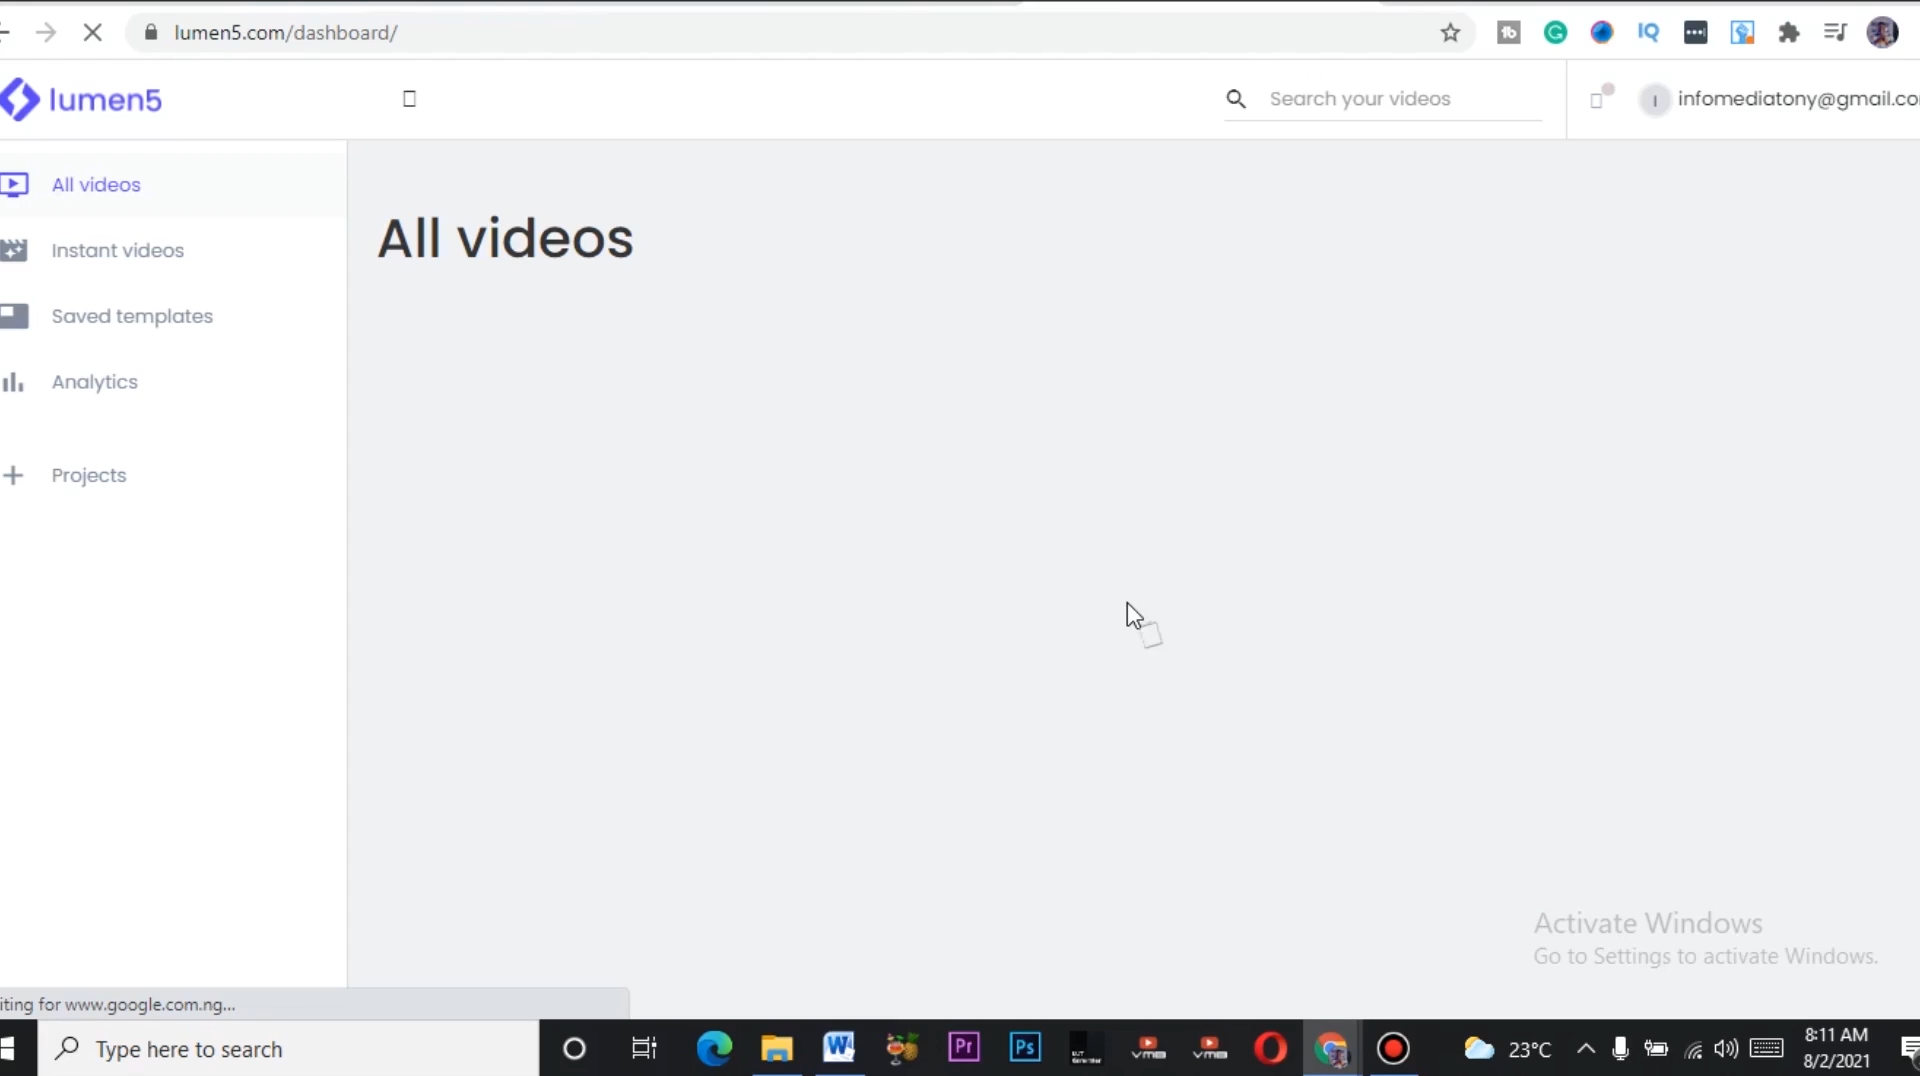 lumen5.com/dashboard/
lumen5
Search your videos
infomediatony@gmail.co
All videos
Instant videos
Saved templates
Analytics
Projects
All videos
Activate Windows
Go to Settings to activate Windows.
iting for www.google.com.ng...
Type here to search
23°C
8:11 AM
8/2/2021